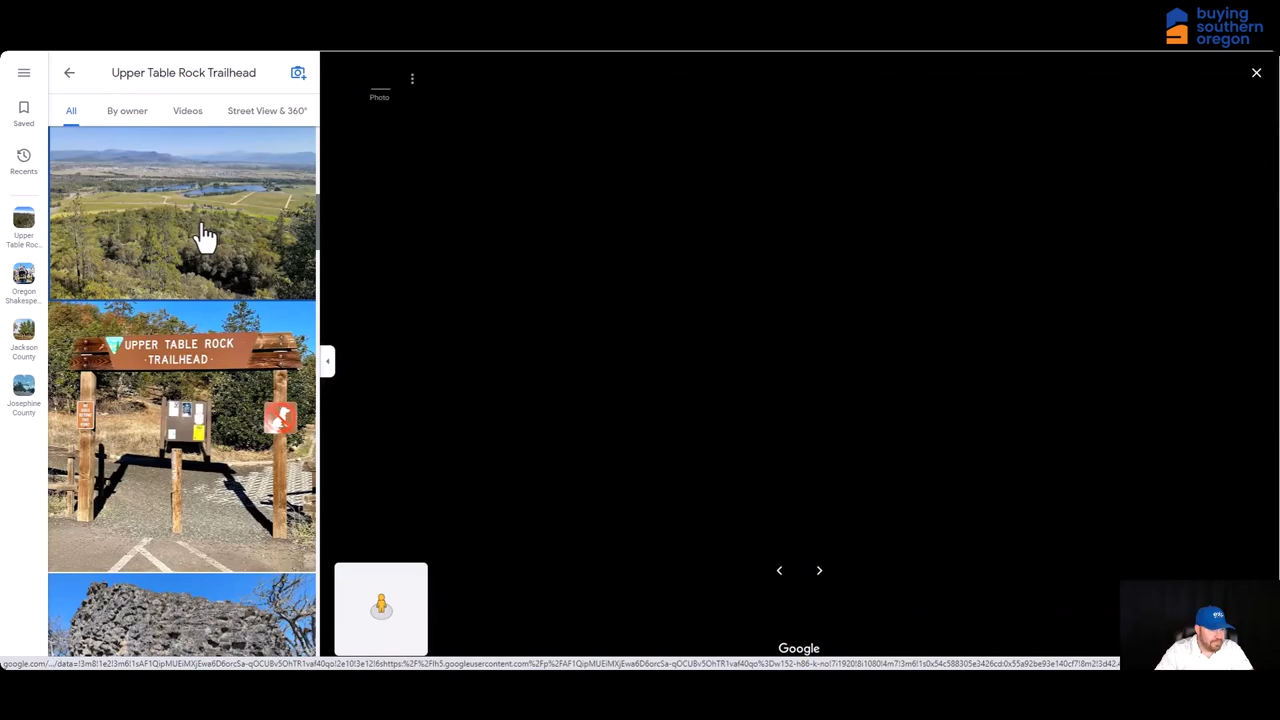 buying
southern
oregon
Upper Table Rock Trailhead
All
By owner
Videos
Street View & 360°
Saved
Recents
Upper
Table Roc...
Oregon
Shakespe...
Jackson
County
Josephine
County
Photo
UPPER TABLE ROCK
·TRAILHEAD·
Google